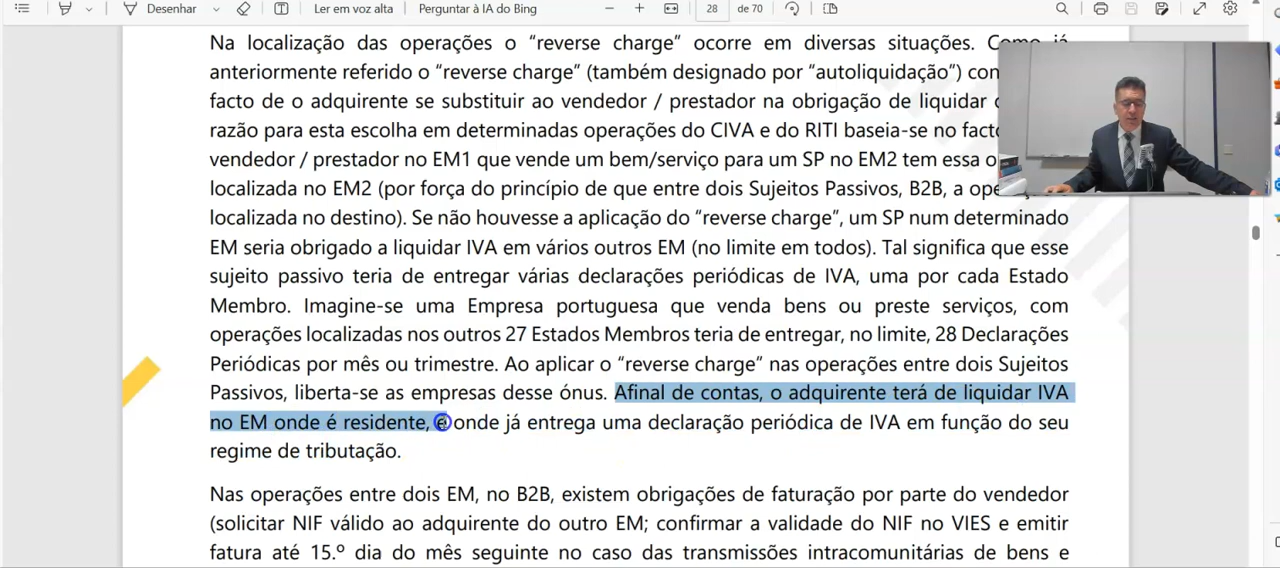 Desenhar
Ler em voz alta
Perguntar à IA do Bing
28
de 70
Na localização das operações o “reverse charge” ocorre em diversas situações. Como já
anteriormente referido o “reverse charge” (também designado por “autoliquidação”)
facto de o adquirente se substituir ao vendedor / prestador na obrigação de liquidar
razão para esta escolha em determinadas operações do CIVA e do RITI baseia-se no
vendedor / prestador no EM1 que vende um bem/serviço para um SP no EM2 tem essa
localizada no EM2 (por força do princípio de que entre dois Sujeitos Passivos, B2B, a
localizada no destino). Se não houvesse a aplicação do “reverse charge”, um SP num determinado
EM seria obrigado a liquidar IVA em vários outros EM (no limite em todos). Tal significa que esse
sujeito passivo teria de entregar várias declarações periódicas de IVA, uma por cada Estado
Membro. Imagine-se uma Empresa portuguesa que venda bens ou preste serviços, com
operações localizadas nos outros 27 Estados Membros teria de entregar, no limite, 28 Declarações
Periódicas por mês ou trimestre. Ao aplicar o “reverse charge” nas operações entre dois Sujeitos
Passivos, liberta-se as empresas desse ónus. Afinal de contas, o adquirente terá de liquidar IVA
no EM onde é residente, e onde já entrega uma declaração periódica de IVA em função do seu
regime de tributação.
Nas operações entre dois EM, no B2B, existem obrigações de faturação por parte do vendedor
(solicitar NIF válido ao adquirente do outro EM; confirmar a validade do NIF no VIES e emitir
fatura até 15.º dia do mês seguinte no caso das transmissões intracomunitárias de bens e